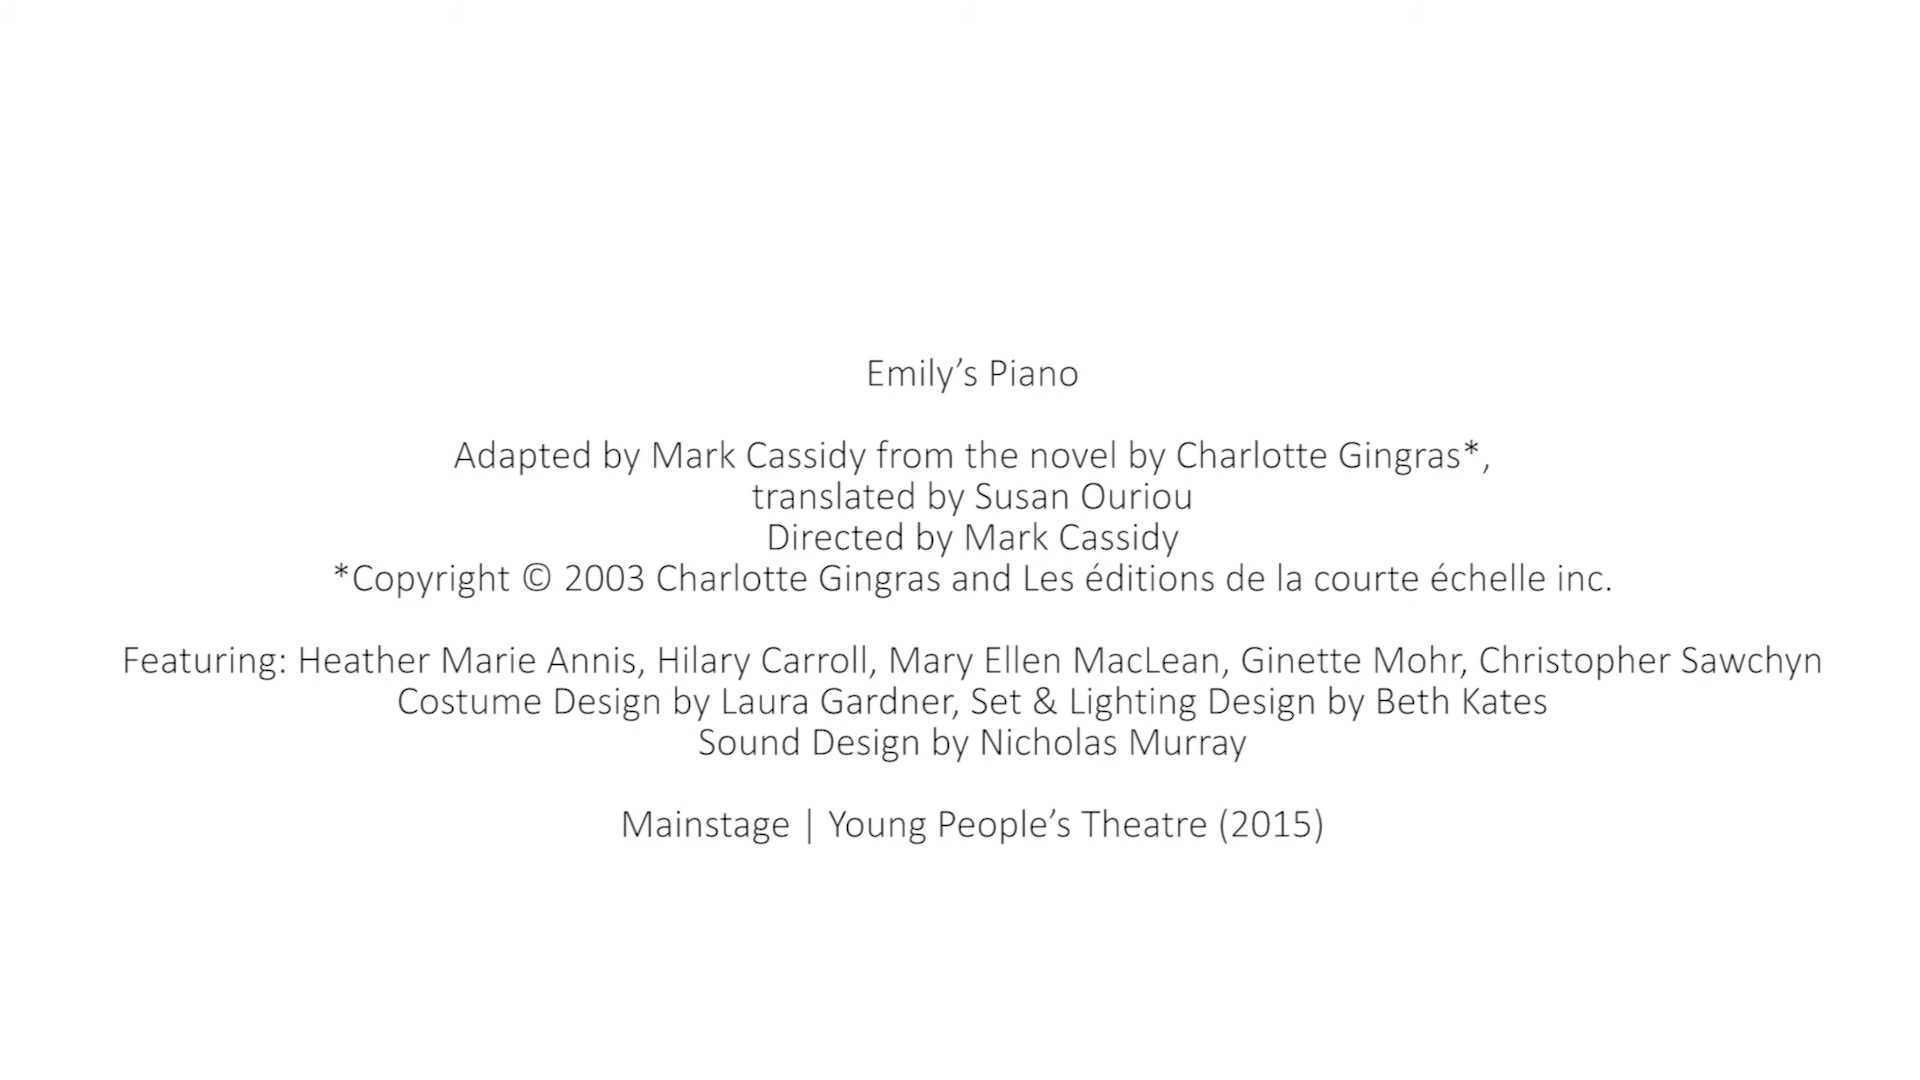 Emily’s Piano
Adapted by Mark Cassidy from the novel by Charlotte Gingras*,
translated by Susan Ouriou
Directed by Mark Cassidy
*Copyright © 2003 Charlotte Gingras and Les éditions de la courte échelle inc.
Featuring: Heather Marie Annis, Hilary Carroll, Mary Ellen MacLean, Ginette Mohr, Christopher Sawchyn
Costume Design by Laura Gardner, Set & Lighting Design by Beth Kates
Sound Design by Nicholas Murray
Mainstage | Young People’s Theatre (2015)